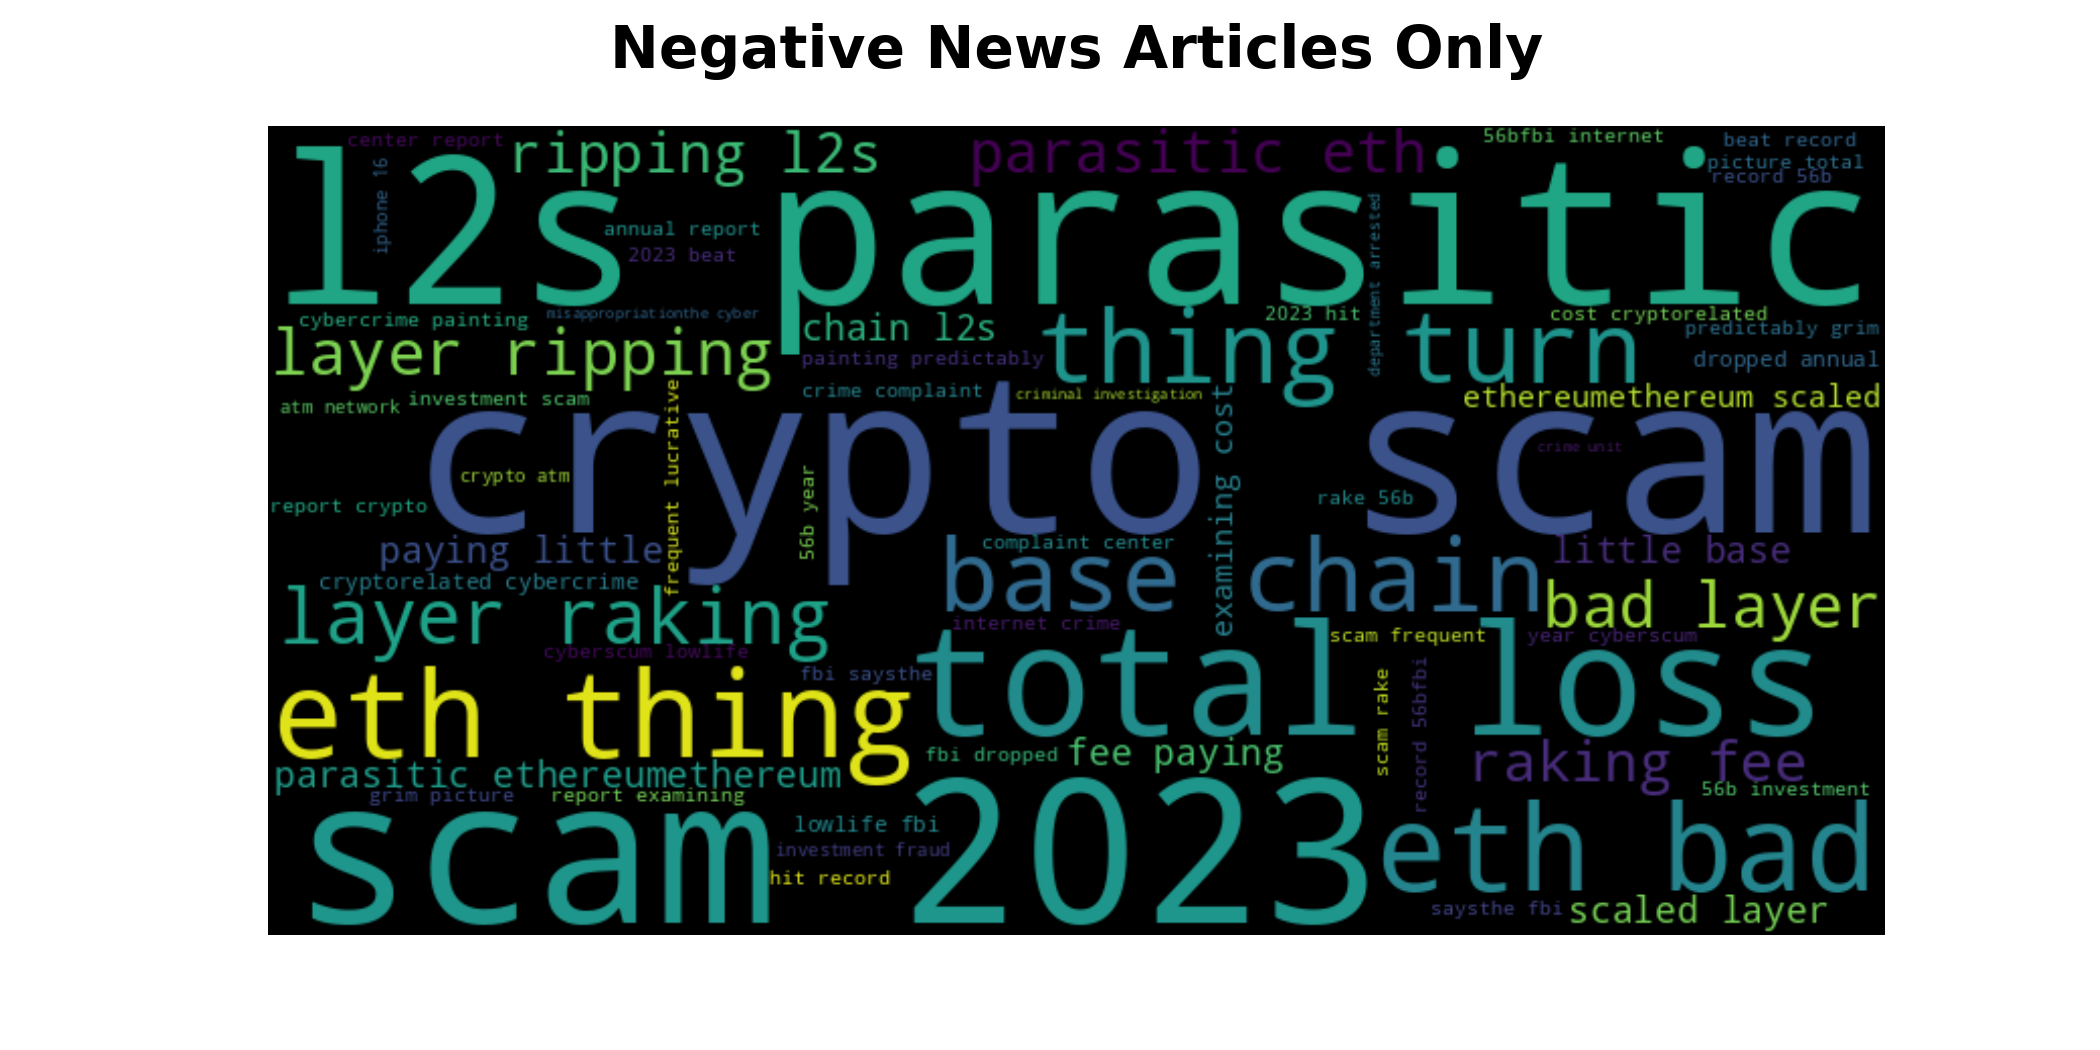 Negative News Articles Only
center report
ripping l2s
parasitic eth
56bfbi internet
beat record
picture total
record 56b
l2s parasitic
iphone 16
annual report
2023 beat
department arrested
cybercrime painting
misappropriationthe cyber
chain l2s
2023 hit
cost cryptorelated
predictably grim
layer ripping
painting predictably
thing turn
dropped annual
atm network
investment scam
frequent lucrative
crime complaint
criminal investigation
examining cost
ethereumethereum scaled
crypto scam
crime unit
crypto atm
report crypto
56b year
rake 56b
paying little
complaint center
base chain
little base
cryptorelated cybercrime
layer raking
bad layer
internet crime
scam frequent
year cyberscum
cyberscum lowlife
fbi saysthe
total loss
eth thing
scam rake
record 56bfbi
fbi dropped
fee paying
raking fee
parasitic ethereumethereum
grim picture
report examining
56b investment
scam 2023
lowlife fbi
investment fraud
hit record
eth bad
saysthe fbi
scaled layer